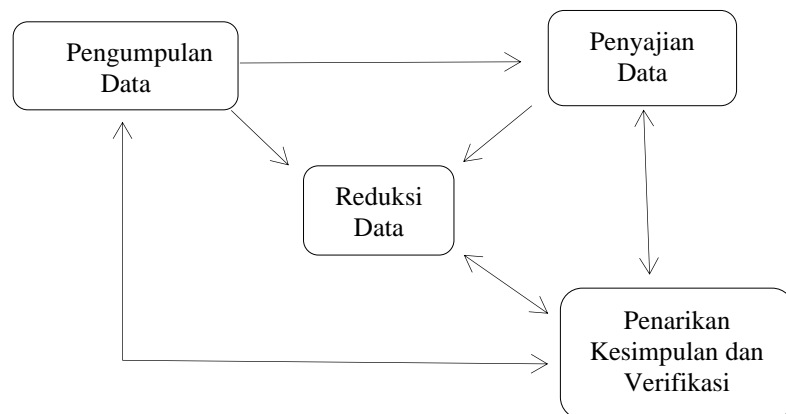 Pengumpulan
Data
Penyajian
Data
Reduksi
Data
Penarikan
Kesimpulan dan
Verifikasi